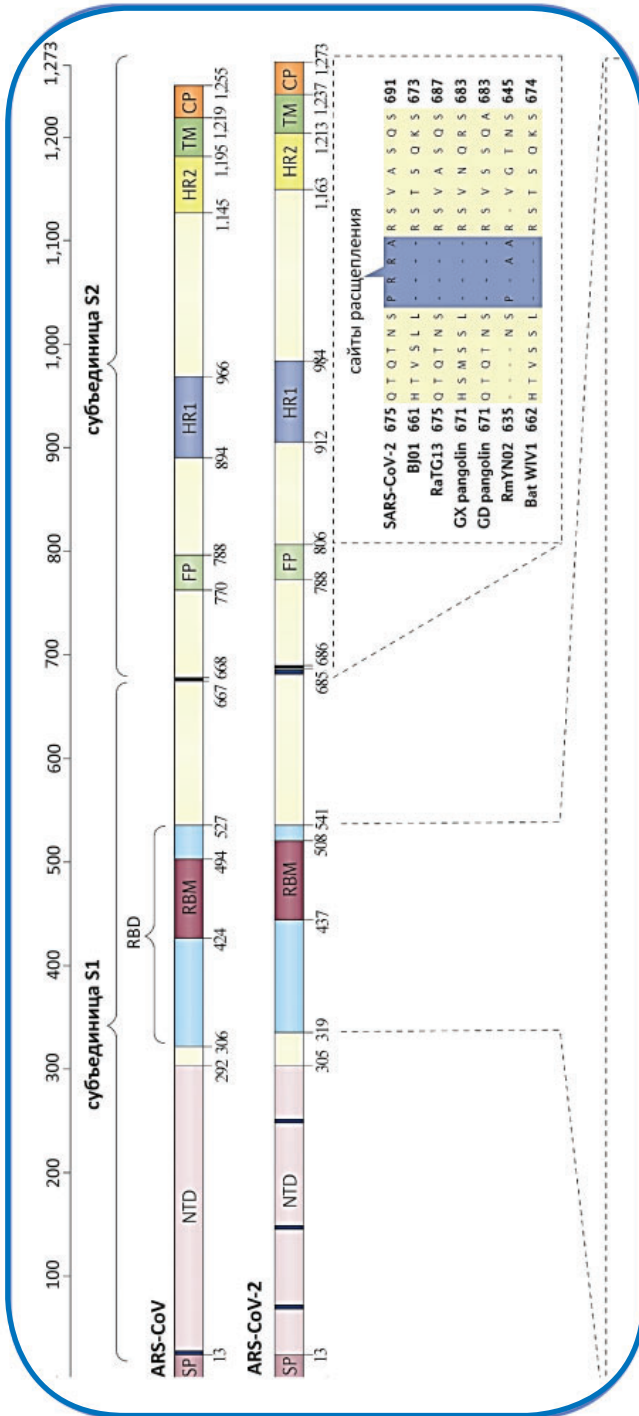 100 200 300 400 500 600 700 800 900 1,000 1,100 1,200 1,273
субъединица S1 субъединица S2
RBD
ARS-CoV
SP NTD RBM FP HR1 HR2 TM CP
13 292 306 424 494 527 667 668 770 788 894 966 1,145 1,195 1,219 1,255
ARS-CoV-2
NTD RBM FP HR1 HR2 TM CP
13 305 319 437 508 541 685 686 788 806 912 984 1,163 1,213 1,237 1,273
сайты расщепления
SARS-CoV-2 675 Q T Q T N S P R R A R S V A S Q S 691
BJ01 661 H T V S L L - - - - R S T S Q K S 673
RaTG13 675 Q T Q T N S - - - - R S V A S Q S 687
GX pangolin 671 H S M S S L - - - - R S V N Q R S 683
GD pangolin 671 Q T Q T N S - - - - R S V S S Q A 683
RmYN02 635 - - - - N S P - A A R - V G T N S 645
Bat WIV1 662 H T V S S L - - - - R S T S Q K S 674